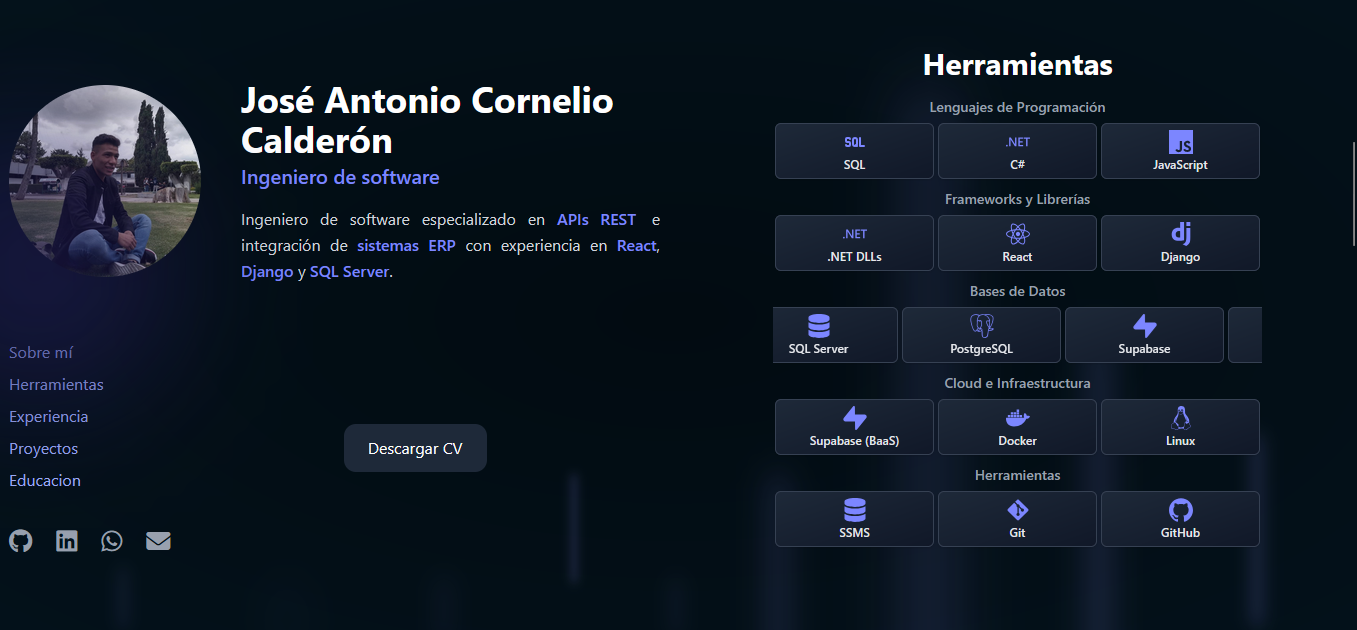 José Antonio Cornelio
Calderón
Ingeniero de software
Ingeniero de software especializado en APIs REST e
integración de sistemas ERP con experiencia en React,
Django y SQL Server.
Sobre mí
Herramientas
Experiencia
Proyectos
Educacion
Descargar CV
Herramientas
Lenguajes de Programación
SQL
SQL
.NET
C#
JS
JavaScript
Frameworks y Librerías
.NET
.NET DLLs
React
dj
Django
Bases de Datos
SQL Server
PostgreSQL
Supabase
Cloud e Infraestructura
Supabase (BaaS)
Docker
Linux
Herramientas
SSMS
Git
GitHub